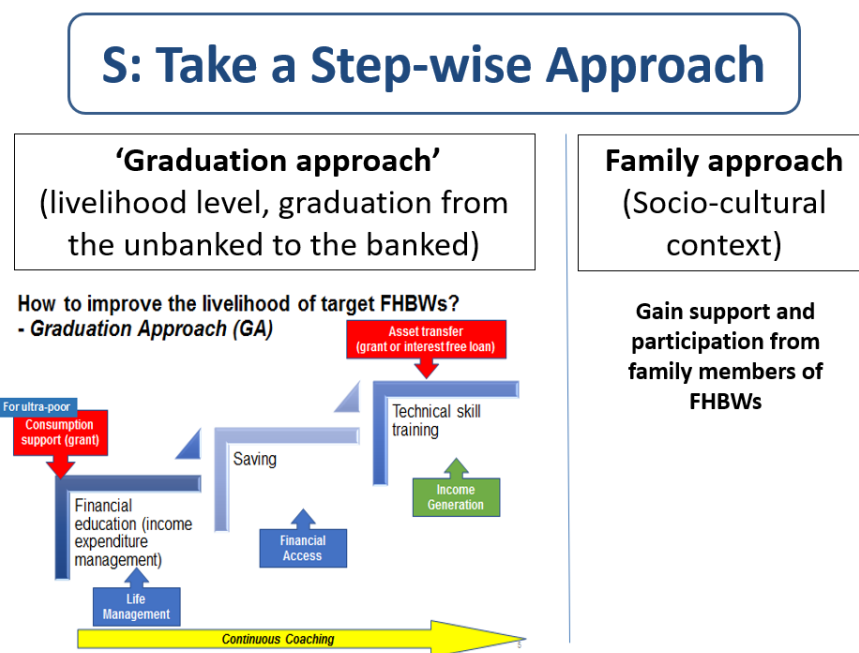 S: Take a Step-wise Approach
‘Graduation approach’
(livelihood level, graduation from
the unbanked to the banked)
How to improve the livelihood of target FHBWs?
- Graduation Approach (GA)
For ultra-poor
Consumption
support (grant)
Financial
education (income
expenditure
management)
Life
Management
Saving
Financial
Access
Asset transfer
(grant or interest free loan)
Technical skill
training
Income
Generation
Continuous Coaching
5
Family approach
(Socio-cultural
context)
Gain support and
participation from
family members of
FHBWs